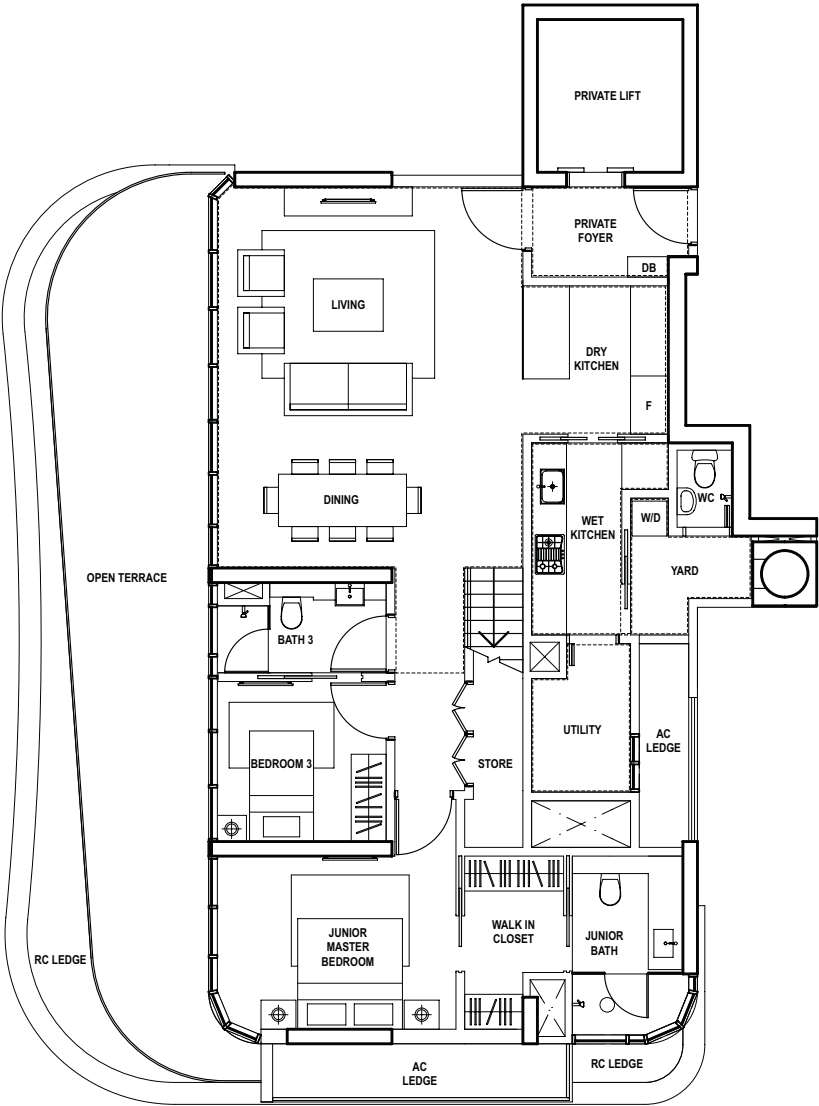 PRIVATE LIFT
PRIVATE
FOYER
DB
LIVING
DRY
KITCHEN
F
DINING
WET
KITCHEN
WC
W/D
YARD
OPEN TERRACE
BATH 3
BEDROOM 3
STORE
UTILITY
AC
LEDGE
JUNIOR
MASTER
BEDROOM
WALK IN
CLOSET
JUNIOR
BATH
RC LEDGE
AC
LEDGE
RC LEDGE